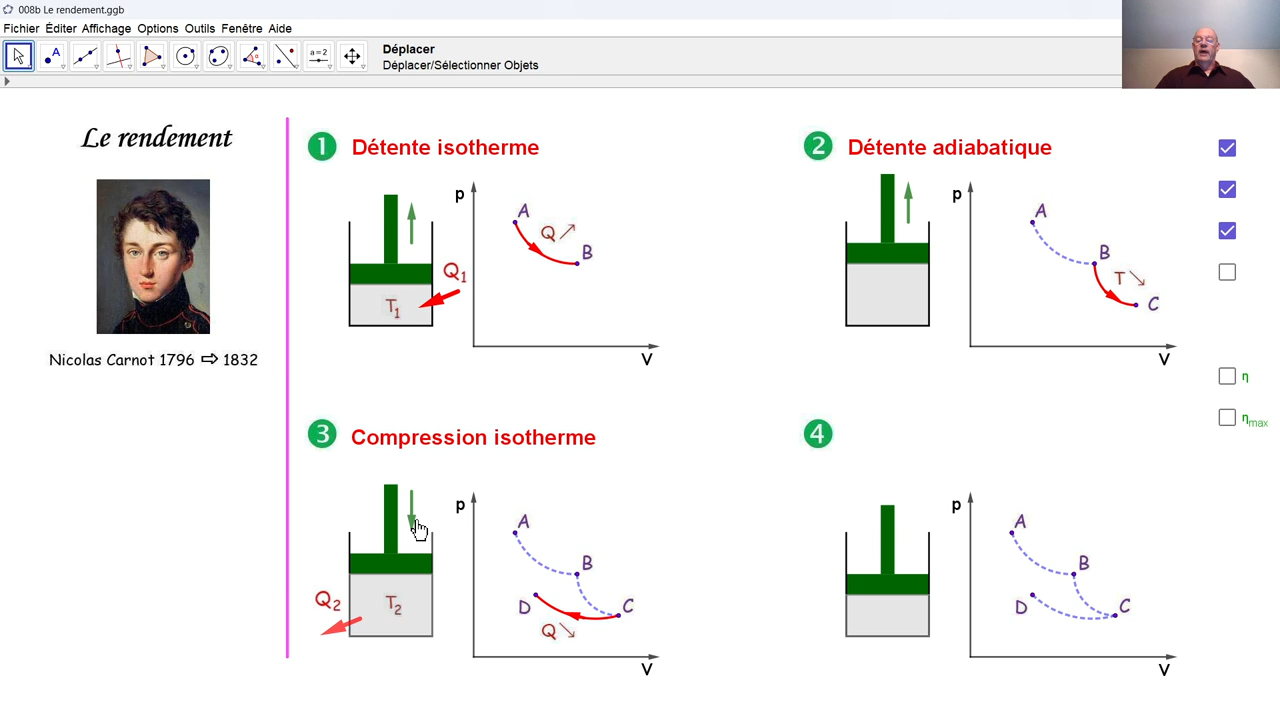 008b Le rendement.ggb
Fichier Éditer Affichage Options Outils Fenêtre Aide
A
a=2
Déplacer
Déplacer/Sélectionner Objets
Le rendement
Nicolas Carnot 1796 ⇨ 1832
1 Détente isotherme
p
A
Q ↗
B
Q₁
T₁
V
2 Détente adiabatique
p
A
B
T ↘
C
V
η
ηmax
3 Compression isotherme
p
A
B
Q₂
T₂
D
C
Q ↘
V
4
p
A
B
D
C
V